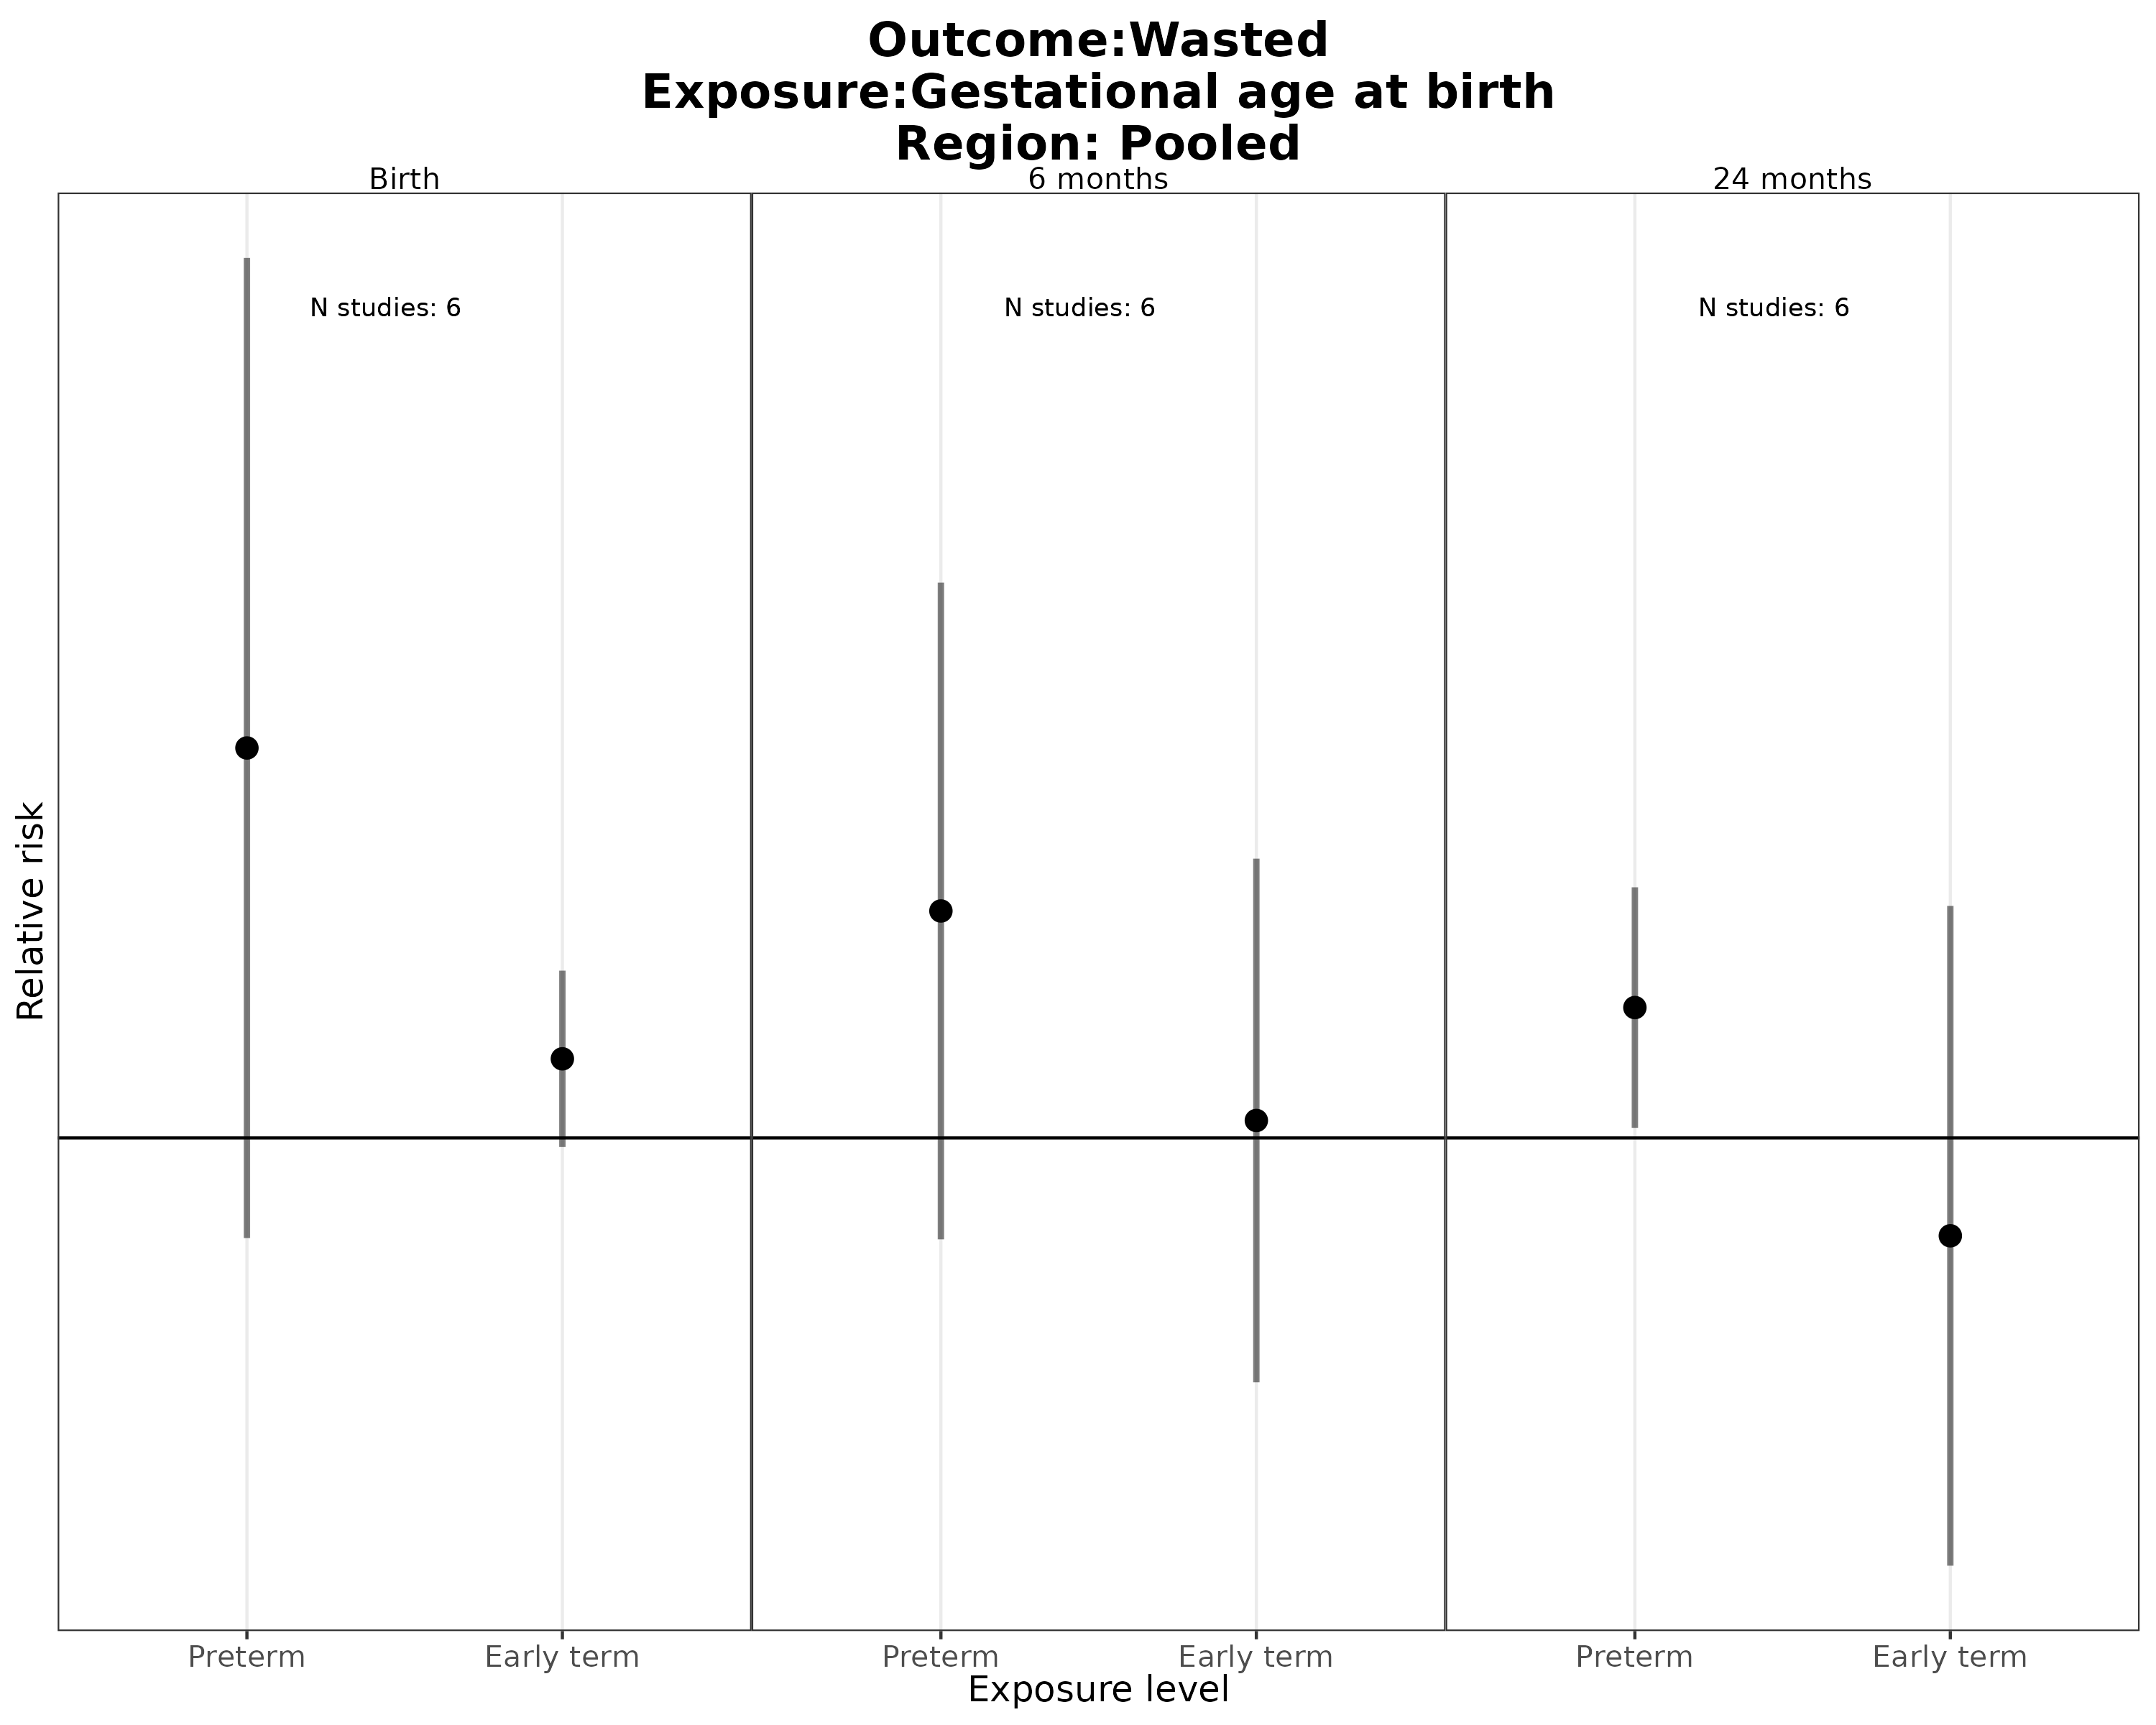 Outcome:Wasted
Exposure:Gestational age at birth
Region: Pooled
Birth
6 months
24 months
N studies: 6
N studies: 6
N studies: 6
Relative risk
Preterm
Early term
Preterm
Early term
Preterm
Early term
Exposure level